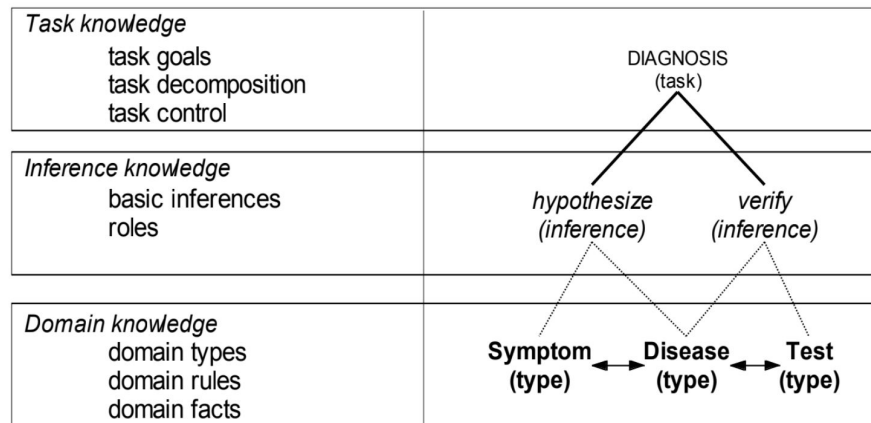 Task knowledge
task goals
task decomposition
task control
DIAGNOSIS
(task)
Inference knowledge
basic inferences
roles
hypothesize
(inference)
verify
(inference)
Domain knowledge
domain types
domain rules
domain facts
Symptom
(type)
Disease
(type)
Test
(type)